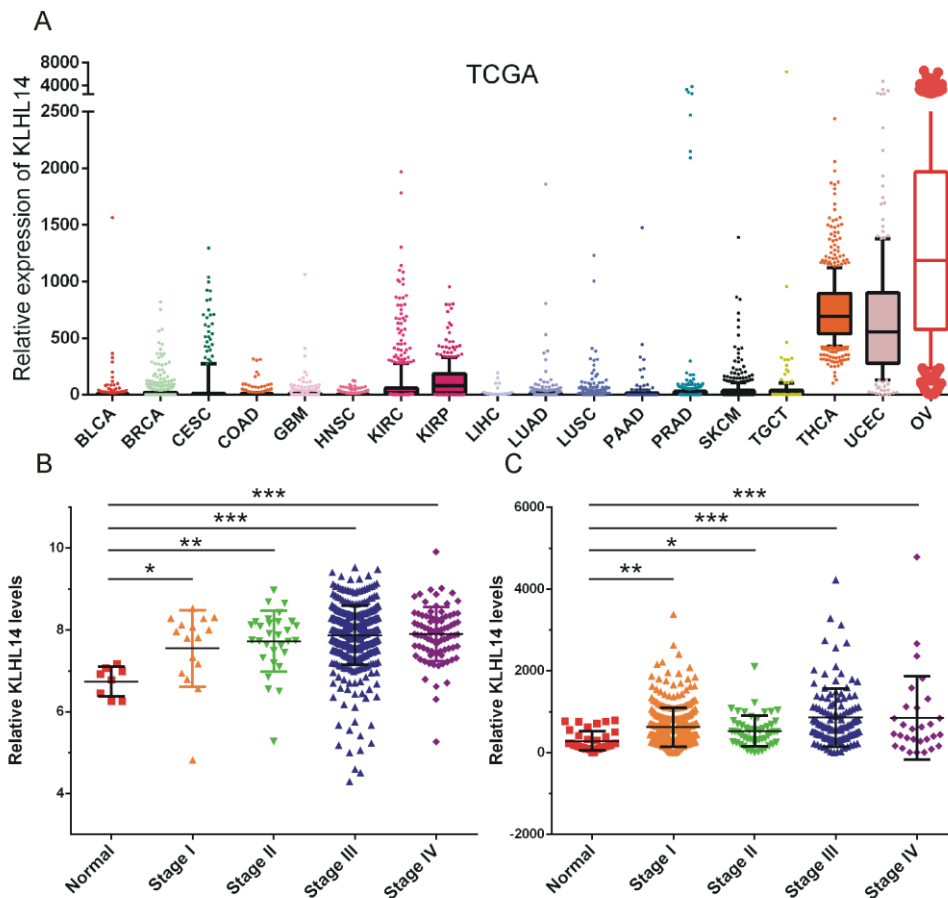 A
TCGA
Relative expression of KLHL14
8000
4000
2500
2000
1500
1000
500
0
BLCA BRCA CESC COAD GBM HNSC KIRC KIRP LIHC LUAD LUSC PAAD PRAD SKCM TGCT THCA UCEC OV
B
***
***
**
*
Relative KLHL14 levels
10
8
6
4
Normal Stage I Stage II Stage III Stage IV
C
***
***
*
**
Relative KLHL14 levels
6000
4000
2000
0
-2000
Normal Stage I Stage II Stage III Stage IV